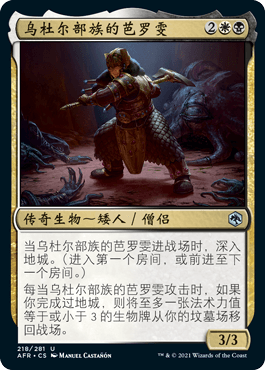 乌杜尔部族的芭罗雯 2
传奇生物～矮人／僧侣
当乌杜尔部族的芭罗雯进战场时，深入
地城。（进入第一个房间，或前进至下
一个房间。）
每当乌杜尔部族的芭罗雯攻击时，如果
你完成过地城，则将至多一张法术力值
等于或小于 3 的生物牌从你的坟墓场移
回战场。
3/3
218/281 U
AFR • CS MANUEL CASTAÑÓN
™ & © 2021 Wizards of the Coast